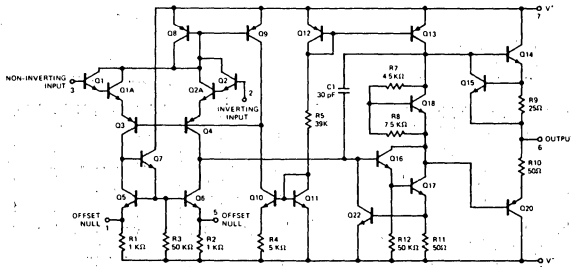 V+
7
Q8
Q9
Q12
Q13
Q14
NON-INVERTING
INPUT
3
Q1
Q1A
Q2
Q2A
2
INVERTING
INPUT
C1
30 pF
R7
4.5 KΩ
Q18
R8
7.5 KΩ
Q15
R9
25Ω
OUTPUT
6
Q3
Q4
R5
39K
R10
50Ω
Q7
Q16
Q5
Q6
Q10
Q11
Q17
Q22
Q20
OFFSET
NULL
1
5
OFFSET
NULL
R1
1 KΩ
R3
50 KΩ
R2
1 KΩ
R4
5 KΩ
R12
50 KΩ
R11
50Ω
V-